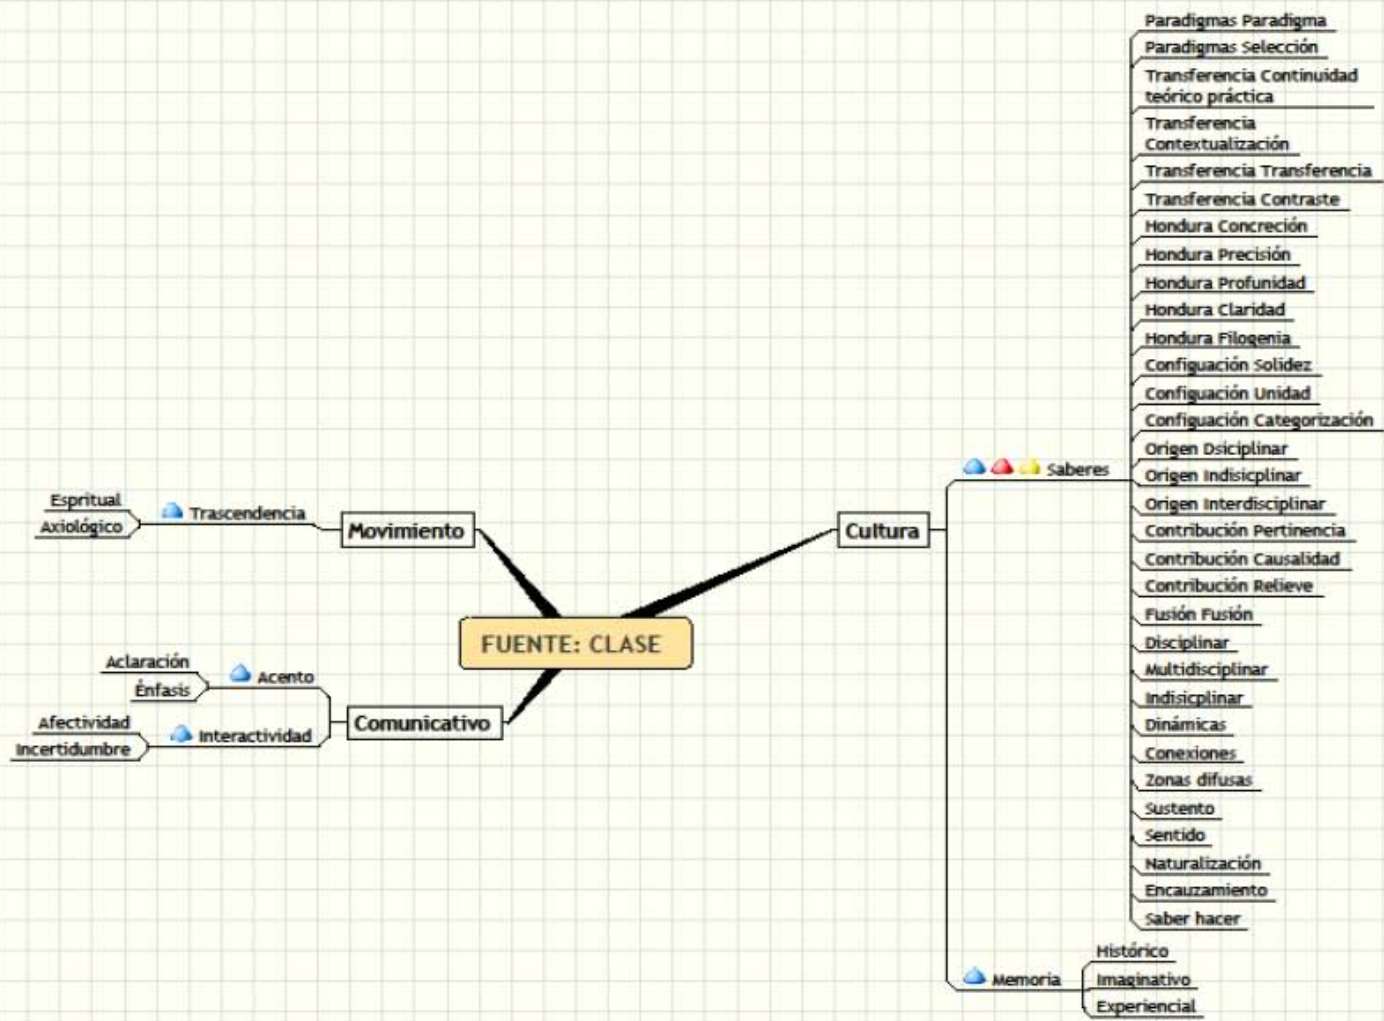 Paradigmas Paradigma
Paradigmas Selección
Transferencia Continuidad
teórico práctica
Transferencia
Contextualización
Transferencia Transferencia
Transferencia Contraste
Hondura Concreción
Hondura Precisión
Hondura Profunidad
Hondura Claridad
Hondura Filogenia
Configuación Solidez
Configuación Unidad
Configuación Categorización
Origen Dsiciplinar
Origen Indisicplinar
Origen Interdisciplinar
Contribución Pertinencia
Contribución Causalidad
Contribución Relieve
Fusión Fusión
Disciplinar
Multidisciplinar
Indisicplinar
Dinámicas
Conexiones
Zonas difusas
Sustento
Sentido
Naturalización
Encauzamiento
Saber hacer
Saberes
Cultura
Memoria
Histórico
Imaginativo
Experiencial
Espritual
Axiológico
Trascendencia
Movimiento
FUENTE: CLASE
Aclaración
Énfasis
Acento
Afectividad
Incertidumbre
Interactividad
Comunicativo